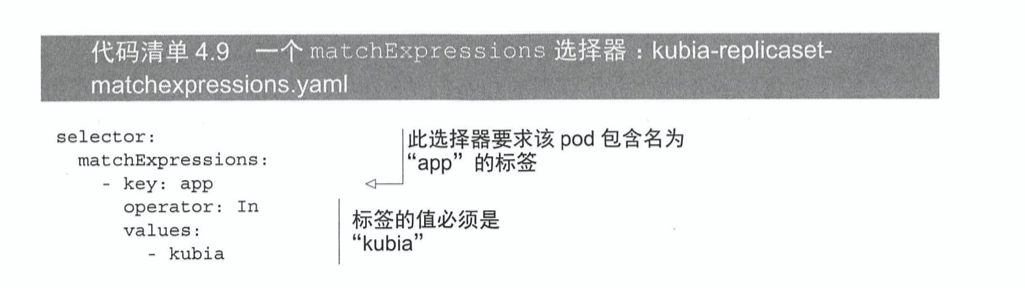 代码清单 4.9 一个 matchExpressions 选择器：kubia-replicaset-
matchexpressions.yaml
selector:
  matchExpressions:
    - key: app
      operator: In
      values:
        - kubia
此选择器要求该 pod 包含名为
“app” 的标签
标签的值必须是
“kubia”